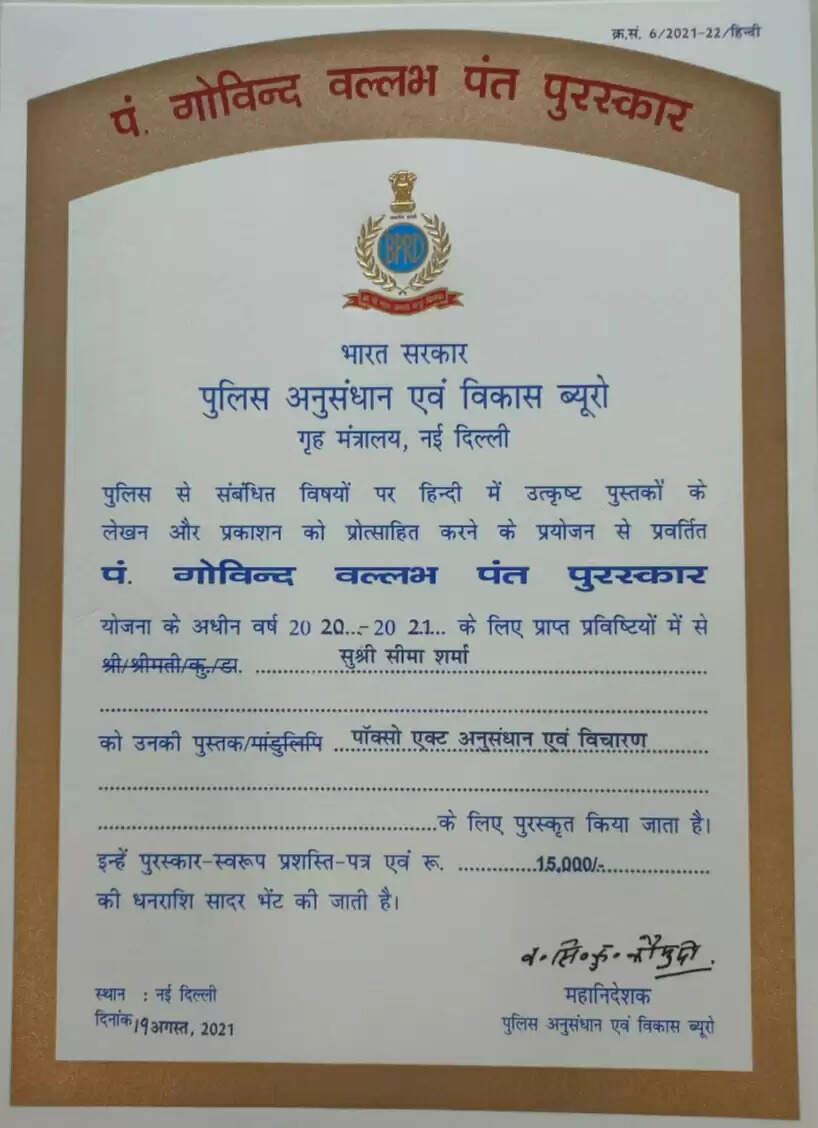 क्र.सं. 6/2021-22/हिन्दी
पं. गोविन्द वल्लभ पंत पुरस्कार
BPRD
भारत सरकार
पुलिस अनुसंधान एवं विकास ब्यूरो
गृह मंत्रालय, नई दिल्ली
पुलिस से संबंधित विषयों पर हिन्दी में उत्कृष्ट पुस्तकों के
लेखन और प्रकाशन को प्रोत्साहित करने के प्रयोजन से प्रवर्तित
पं. गोविन्द वल्लभ पंत पुरस्कार
योजना के अधीन वर्ष 20 20...-20 21... के लिए प्राप्त प्रविष्टियों में से
श्री/श्रीमती/कु./डा. सुश्री सीमा शर्मा
को उनकी पुस्तक/पांडुलिपि पॉक्सो एक्ट अनुसंधान एवं विचारण
के लिए पुरस्कृत किया जाता है।
इन्हें पुरस्कार-स्वरूप प्रशस्ति-पत्र एवं रू. 15,000/-
की धनराशि सादर भेंट की जाती है।
व. सि. कु. कौमुदी
स्थान : नई दिल्ली
महानिदेशक
दिनांक 19 अगस्त, 2021
पुलिस अनुसंधान एवं विकास ब्यूरो